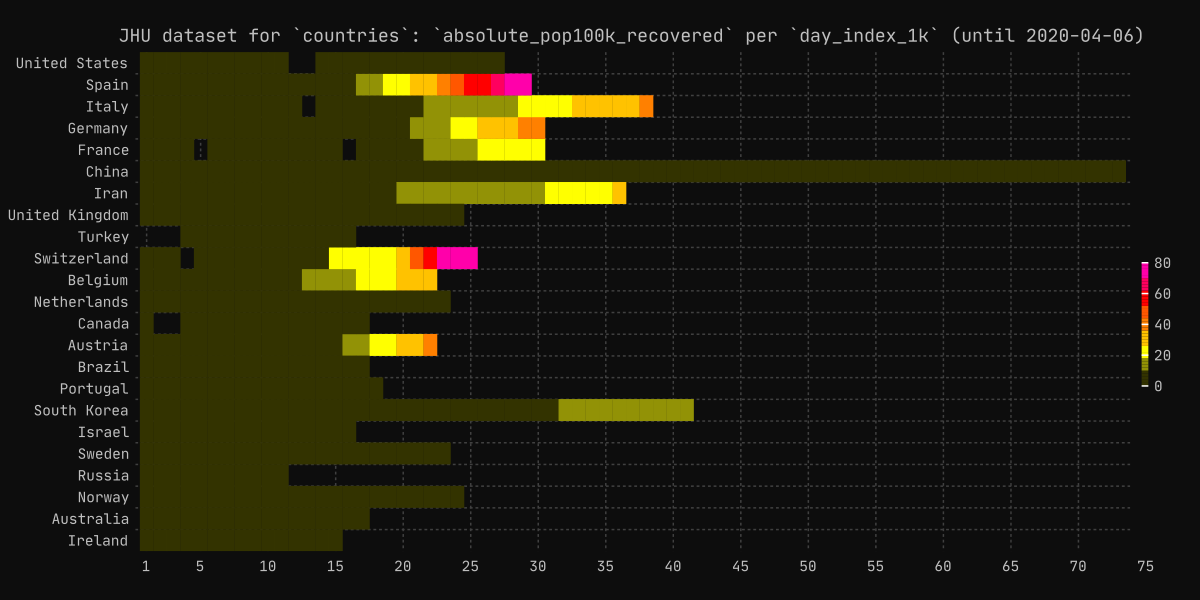 JHU dataset for `countries`: `absolute_pop100k_recovered` per `day_index_1k` (until 2020-04-06)
United States
Spain
Italy
Germany
France
China
Iran
United Kingdom
Turkey
Switzerland
Belgium
Netherlands
Canada
Austria
Brazil
Portugal
South Korea
Israel
Sweden
Russia
Norway
Australia
Ireland
80
60
40
20
0
1 5 10 15 20 25 30 35 40 45 50 55 60 65 70 75